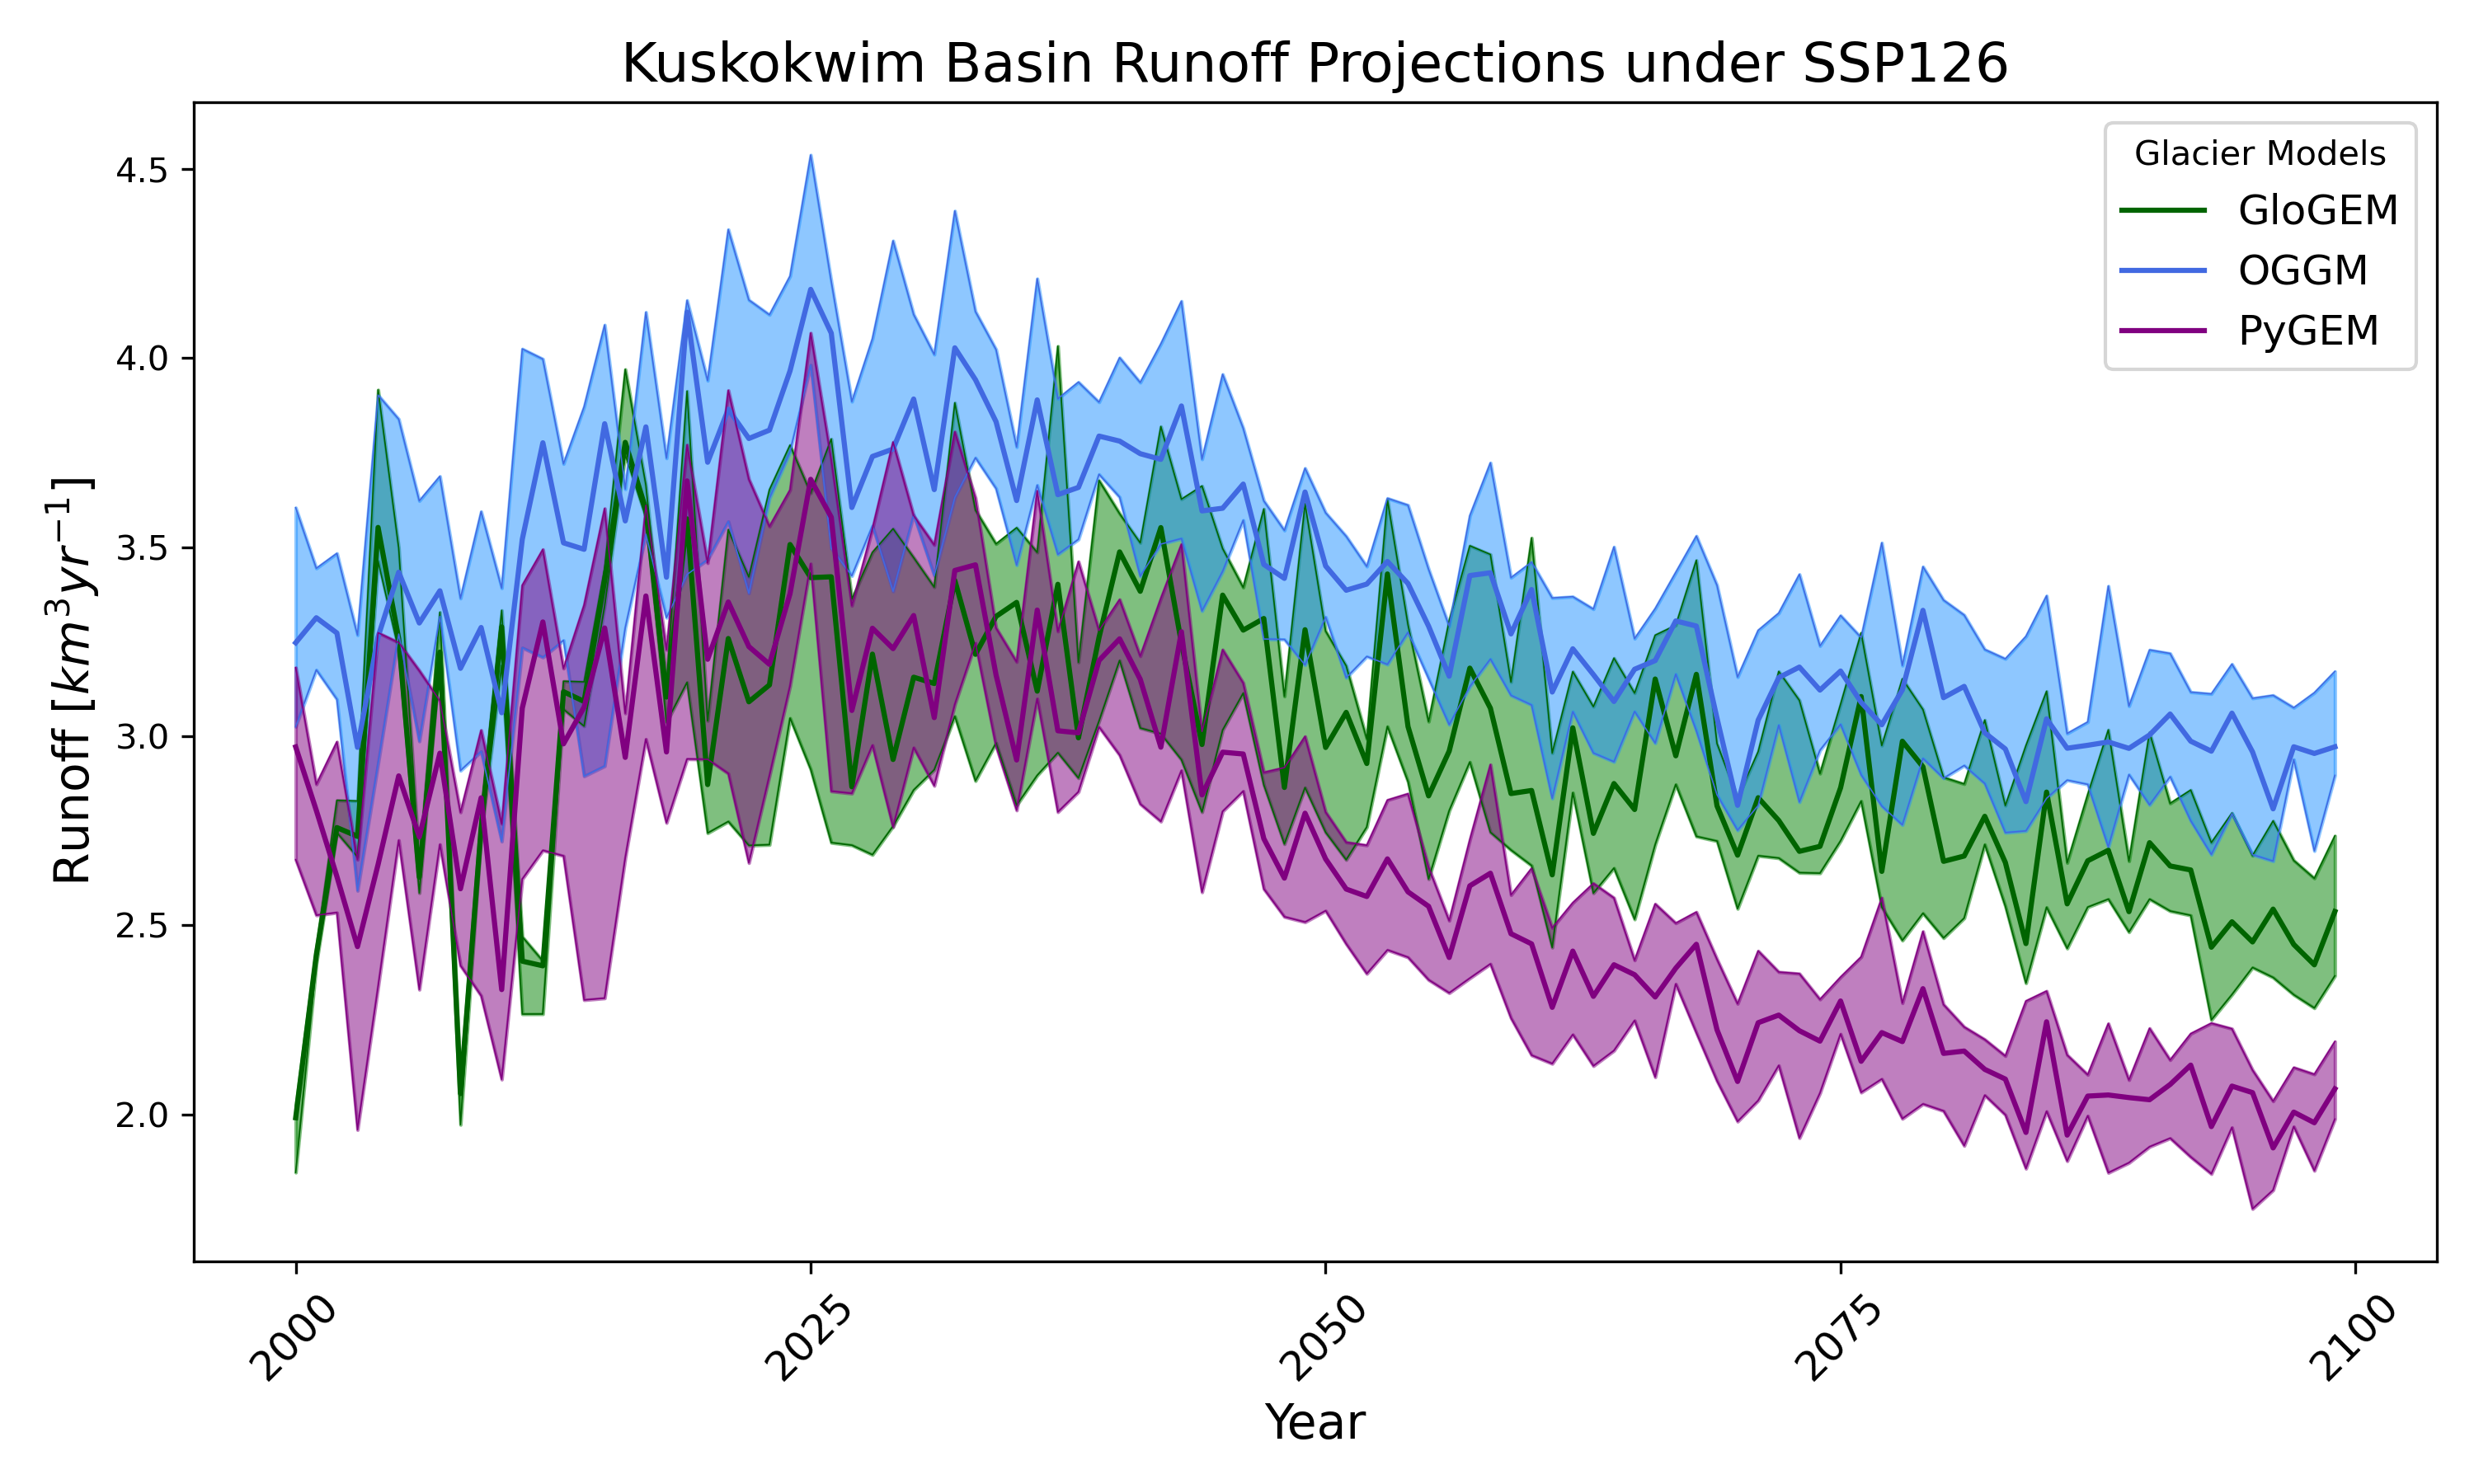 Kuskokwim Basin Runoff Projections under SSP126
Glacier Models
GloGEM
OGGM
PyGEM
Runoff [km³yr⁻¹]
4.5
4.0
3.5
3.0
2.5
2.0
2000
2025
2050
2075
2100
Year